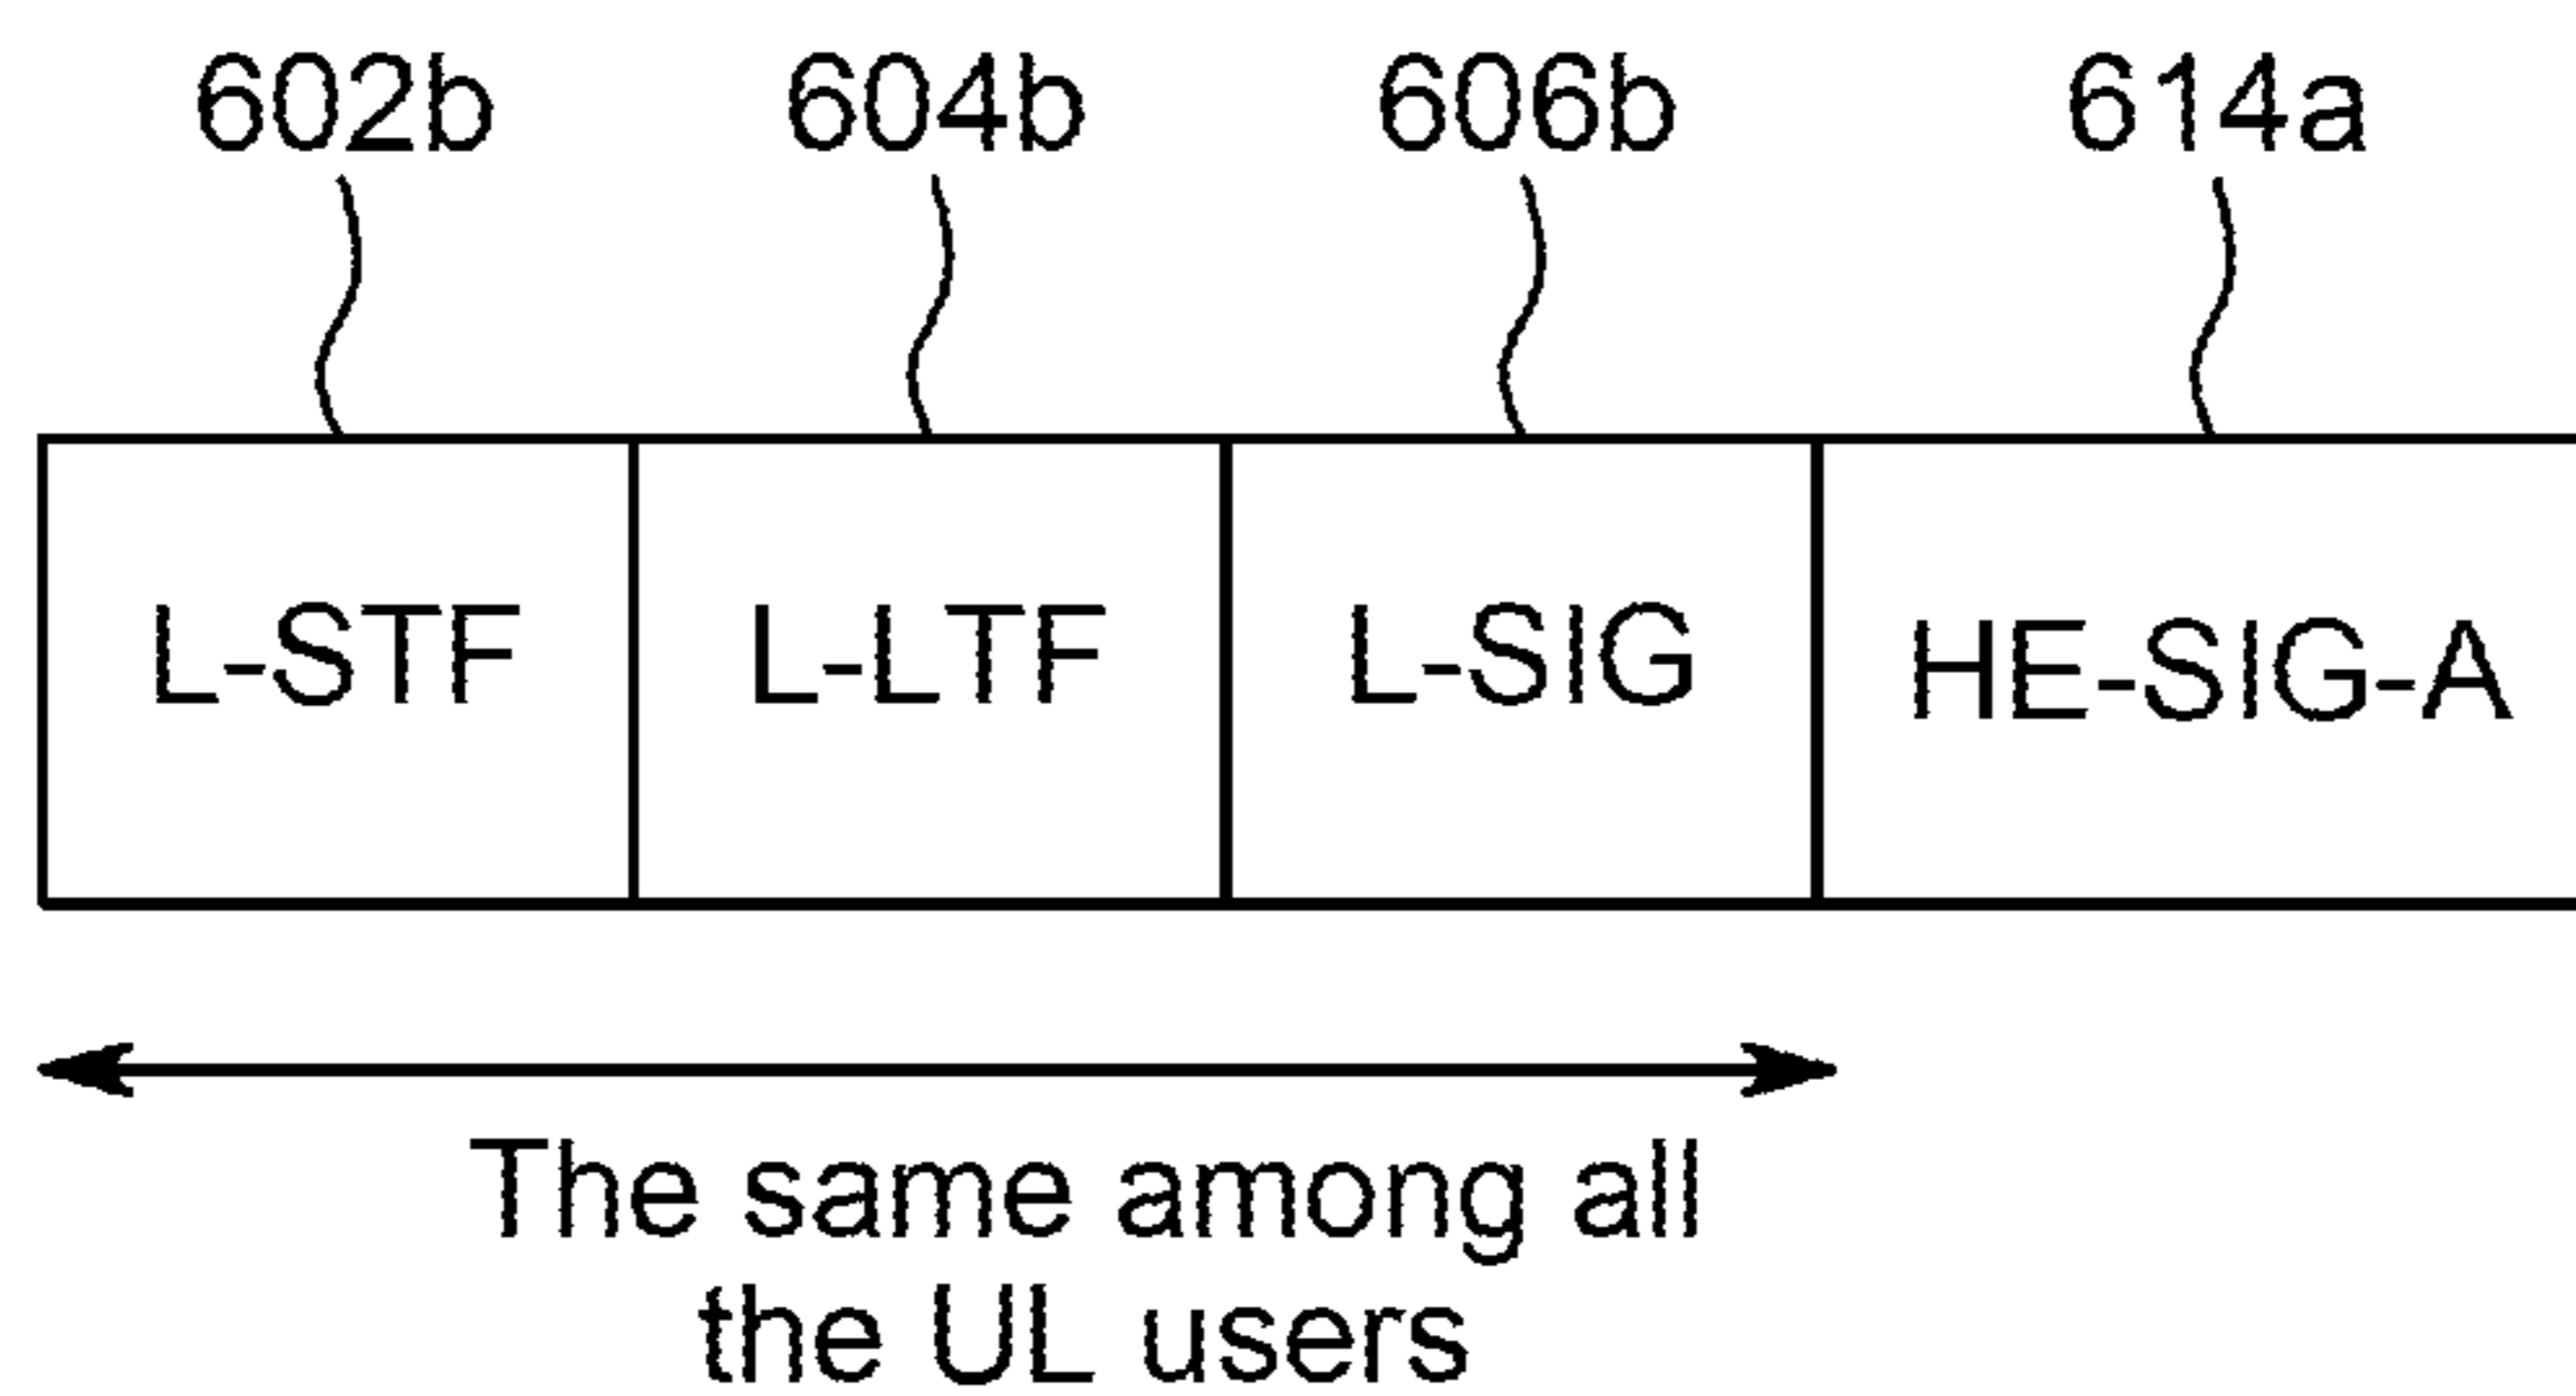 602b 604b 606b 614a
L-STF L-LTF L-SIG HE-SIG-A
The same among all
the UL users